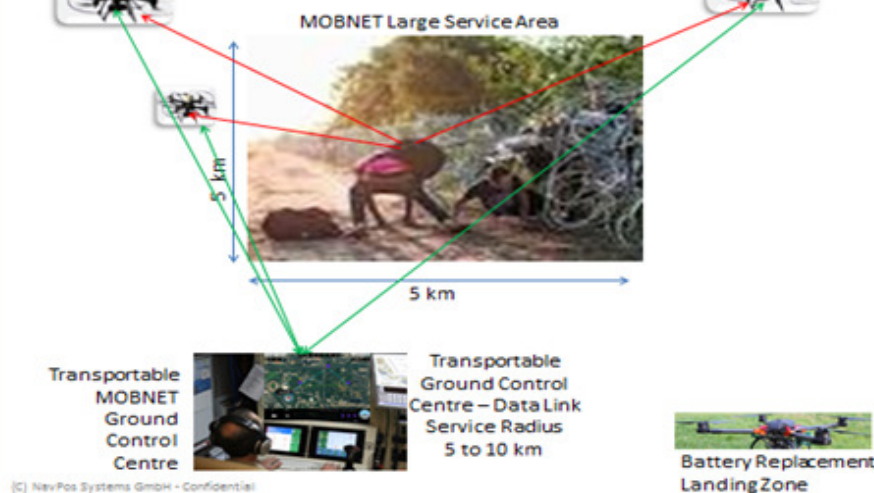 MOBNET Large Service Area
5 km
5 km
Transportable
MOBNET
Ground
Control
Centre
Transportable
Ground Control
Centre – Data Link
Service Radius
5 to 10 km
Battery Replacement
Landing Zone
(C) NavPos Systems GmbH - Confidential